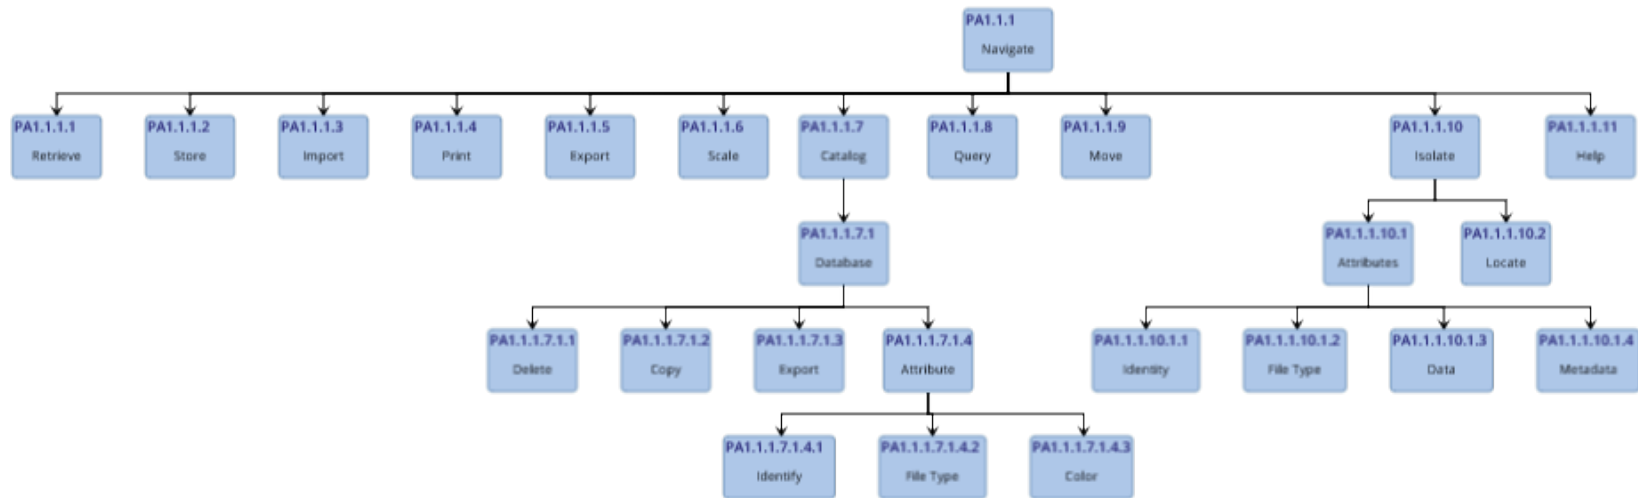 PA1.1.1
Navigate
PA1.1.1.1
Retrieve
PA1.1.1.2
Store
PA1.1.1.3
Import
PA1.1.1.4
Print
PA1.1.1.5
Export
PA1.1.1.6
Scale
PA1.1.1.7
Catalog
PA1.1.1.8
Query
PA1.1.1.9
Move
PA1.1.1.10
Isolate
PA1.1.1.11
Help
PA1.1.1.7.1
Database
PA1.1.1.10.1
Attributes
PA1.1.1.10.2
Locate
PA1.1.1.7.1.1
Delete
PA1.1.1.7.1.2
Copy
PA1.1.1.7.1.3
Export
PA1.1.1.7.1.4
Attribute
PA1.1.1.10.1.1
Identity
PA1.1.1.10.1.2
File Type
PA1.1.1.10.1.3
Data
PA1.1.1.10.1.4
Metadata
PA1.1.1.7.1.4.1
Identify
PA1.1.1.7.1.4.2
File Type
PA1.1.1.7.1.4.3
Color